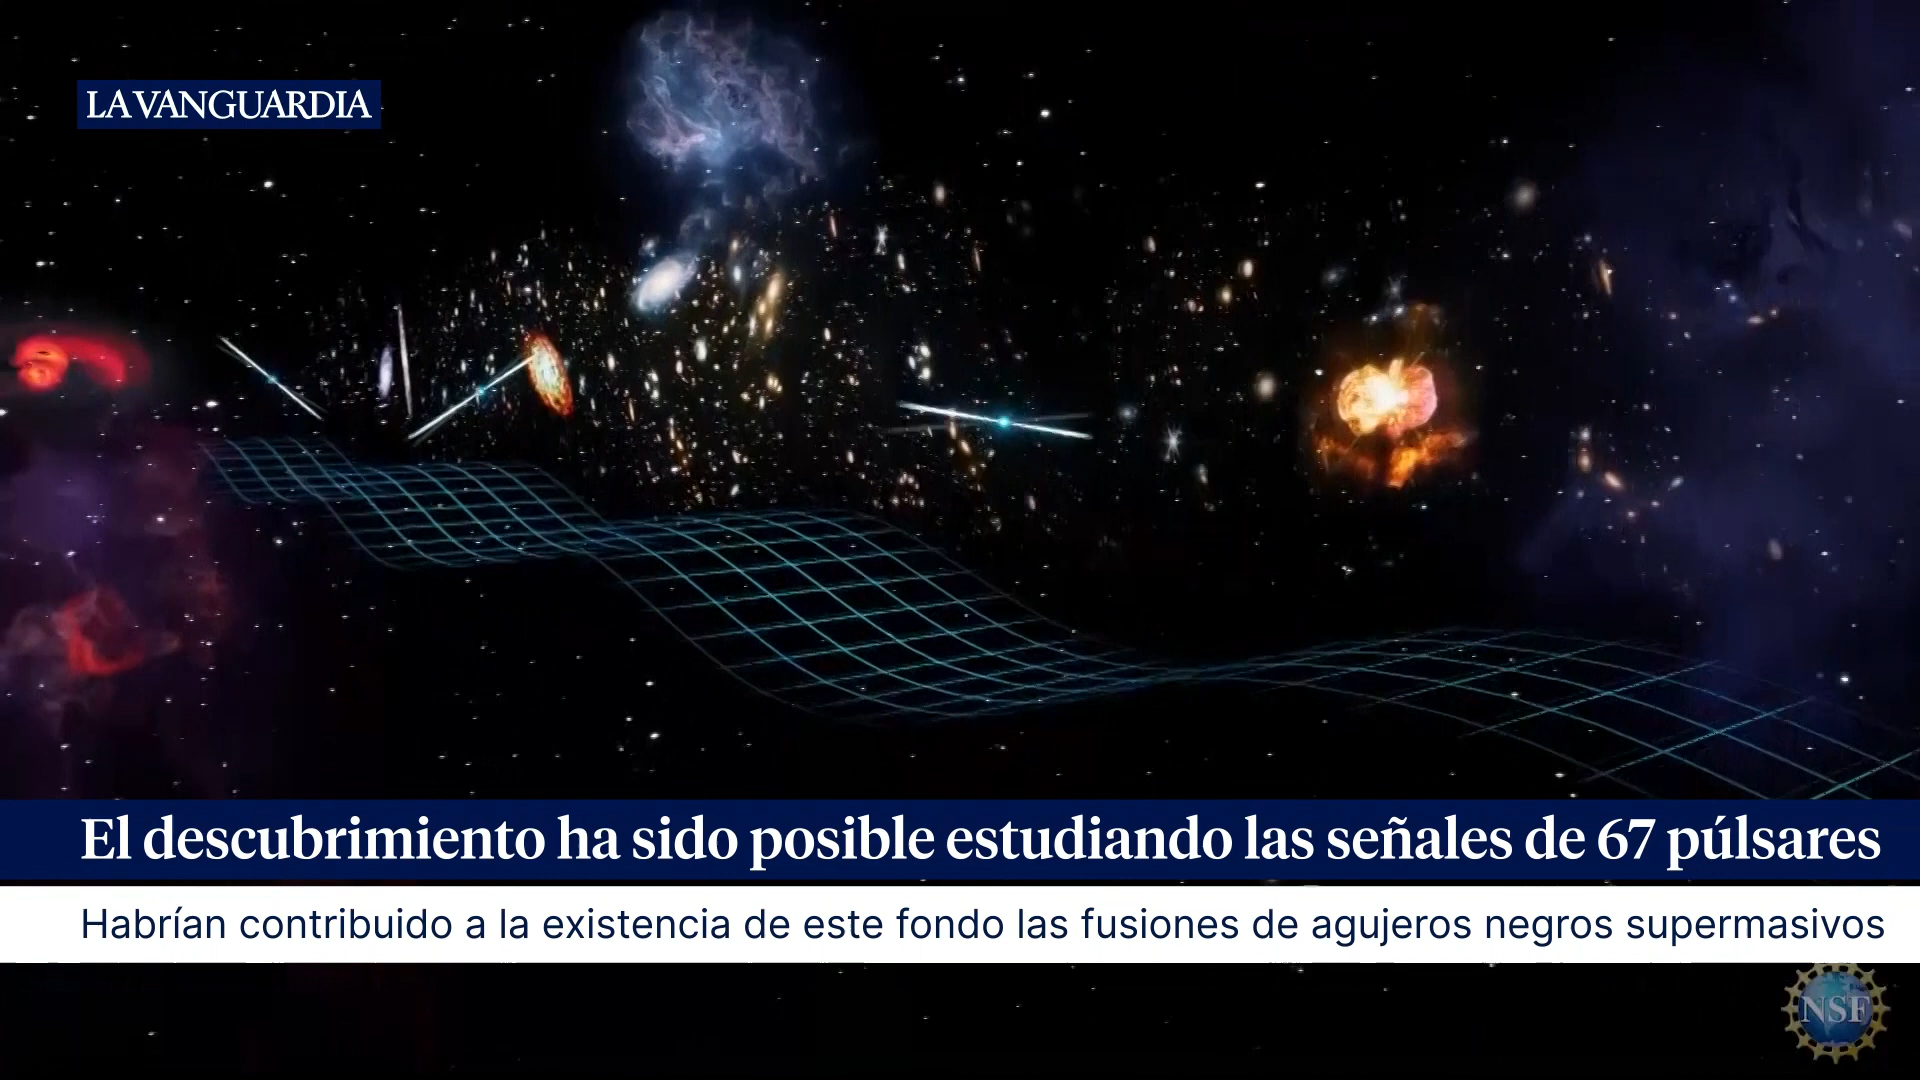 LA VANGUARDIA
El descubrimiento ha sido posible estudiando las señales de 67 púlsares
Habrían contribuido a la existencia de este fondo las fusiones de agujeros negros supermasivos
NSF